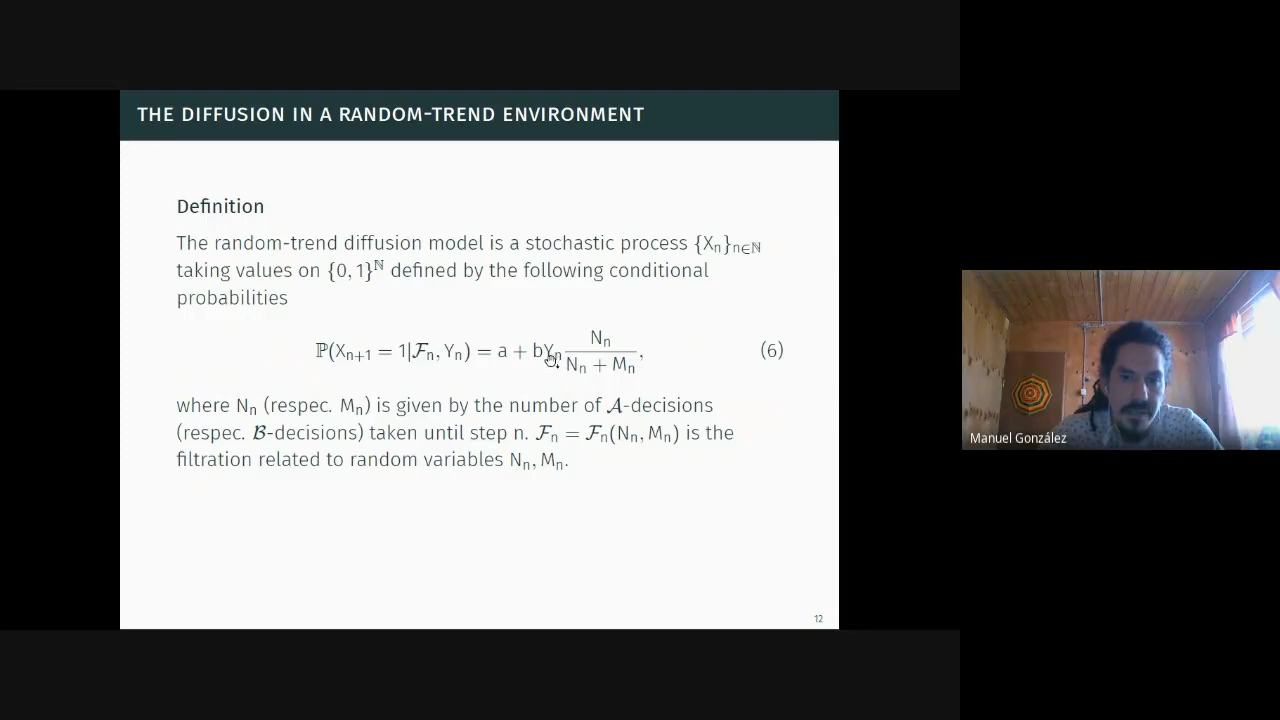 THE DIFFUSION IN A RANDOM-TREND ENVIRONMENT
Definition
The random-trend diffusion model is a stochastic process {Xₙ}ₙ∈ℕ
taking values on {0, 1}^ℕ defined by the following conditional
probabilities
ℙ(Xₙ₊₁ = 1|𝓕ₙ, Yₙ) = a + bYₙ Nₙ/(Nₙ + Mₙ), (6)
where Nₙ (respec. Mₙ) is given by the number of 𝓐-decisions
(respec. 𝓑-decisions) taken until step n. 𝓕ₙ = 𝓕ₙ(Nₙ, Mₙ) is the
filtration related to random variables Nₙ, Mₙ.
12
Manuel González